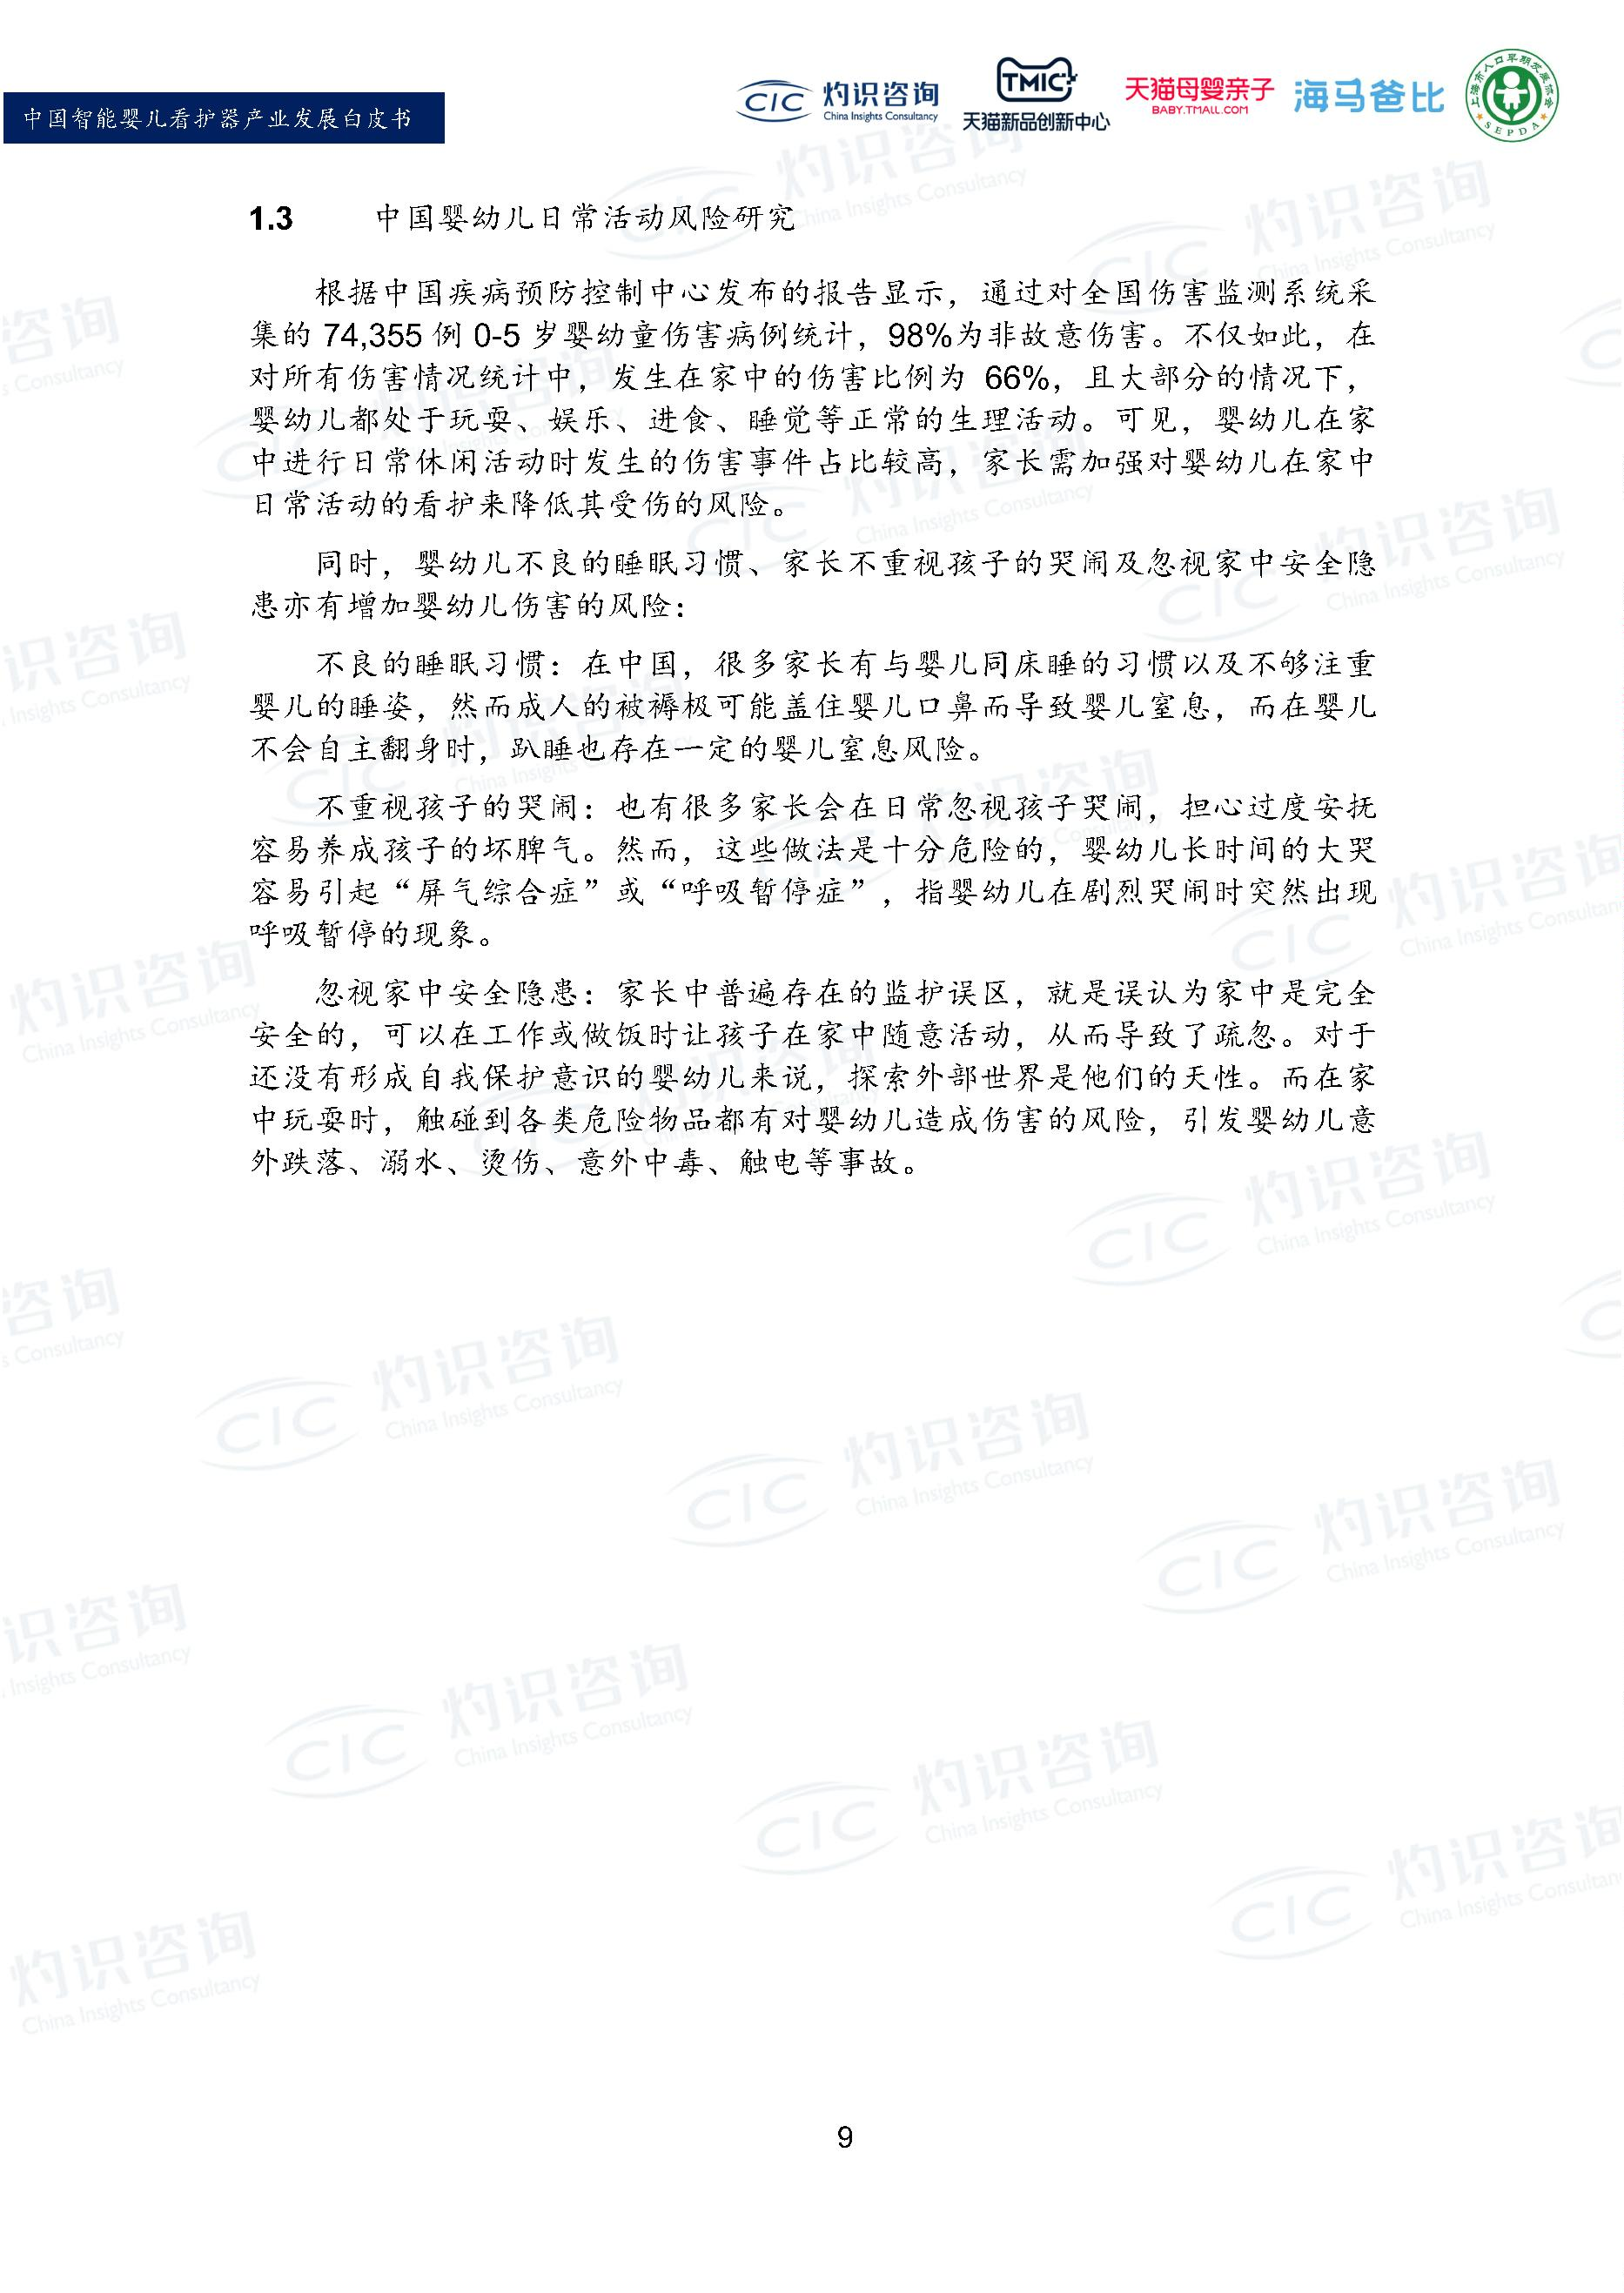 中国智能婴儿看护器产业发展白皮书
CIC 灼识咨询
China Insights Consultancy
TMIC
天猫新品创新中心
天猫母婴亲子
BABY.TMALL.COM
海马爸比
上海市人口早期发展协会
SEPDA
1.3 中国婴幼儿日常活动风险研究
根据中国疾病预防控制中心发布的报告显示，通过对全国伤害监测系统采
集的 74,355 例 0-5 岁婴幼童伤害病例统计，98%为非故意伤害。不仅如此，在
对所有伤害情况统计中，发生在家中的伤害比例为 66%，且大部分的情况下，
婴幼儿都处于玩耍、娱乐、进食、睡觉等正常的生理活动。可见，婴幼儿在家
中进行日常休闲活动时发生的伤害事件占比较高，家长需加强对婴幼儿在家中
日常活动的看护来降低其受伤的风险。
同时，婴幼儿不良的睡眠习惯、家长不重视孩子的哭闹及忽视家中安全隐
患亦有增加婴幼儿伤害的风险：
不良的睡眠习惯：在中国，很多家长有与婴儿同床睡的习惯以及不够注重
婴儿的睡姿，然而成人的被褥极可能盖住婴儿口鼻而导致婴儿窒息，而在婴儿
不会自主翻身时，趴睡也存在一定的婴儿窒息风险。
不重视孩子的哭闹：也有很多家长会在日常忽视孩子哭闹，担心过度安抚
容易养成孩子的坏脾气。然而，这些做法是十分危险的，婴幼儿长时间的大哭
容易引起“屏气综合症”或“呼吸暂停症”，指婴幼儿在剧烈哭闹时突然出现
呼吸暂停的现象。
忽视家中安全隐患：家长中普遍存在的监护误区，就是误认为家中是完全
安全的，可以在工作或做饭时让孩子在家中随意活动，从而导致了疏忽。对于
还没有形成自我保护意识的婴幼儿来说，探索外部世界是他们的天性。而在家
中玩耍时，触碰到各类危险物品都有对婴幼儿造成伤害的风险，引发婴幼儿意
外跌落、溺水、烫伤、意外中毒、触电等事故。
9